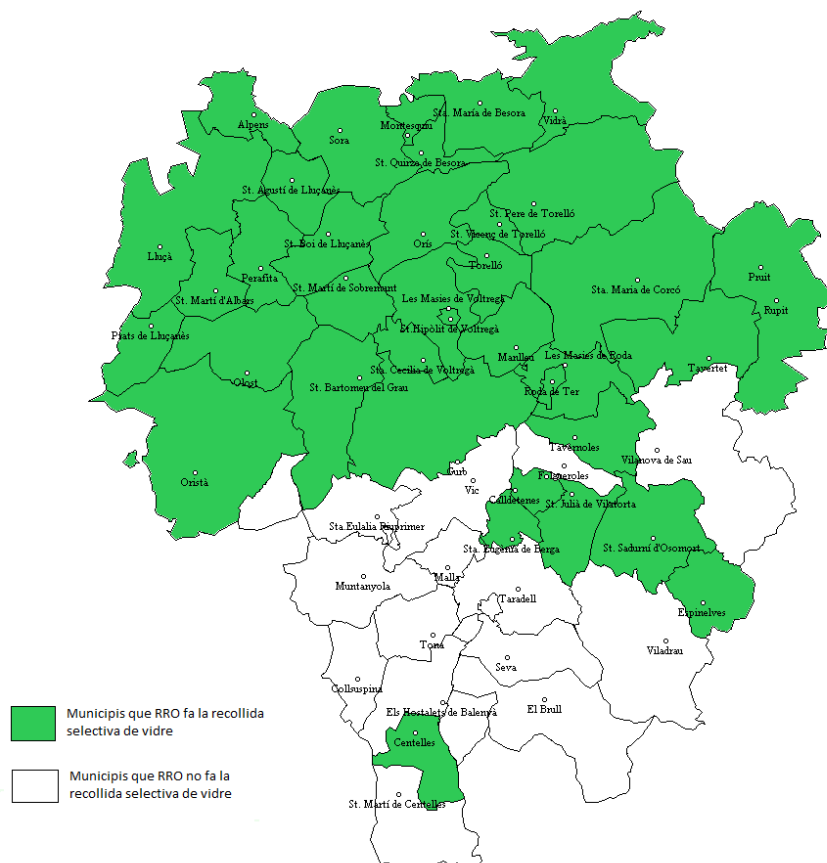 Sta. María de Besora
Vidrà
Alpens
Montesquiu
Sora
St. Quirze de Besora
St. Agustí de Lluçanès
St. Pere de Torelló
St. Vicenç de Torelló
St. Boi de Lluçanès
Orís
Lluçà
Torelló
Perafita
Pruit
St. Martí de Sobremunt
Sta. Maria de Corcó
St. Martí d'Albars
Les Masies de Voltregà
Rupit
St. Hipòlit de Voltregà
Prats de Lluçanès
Manlleu
Les Masies de Roda
Sta. Cecília de Voltregà
Tavertet
Olost
St. Bartomeu del Grau
Roda de Ter
Tavèrnoles
Vilanova de Sau
Gurb
Folgueroles
Oristà
Vic
Calldetenes
St. Julià de Vilatorta
Sta. Eulalia Riuprimer
St. Sadurní d'Osomort
Sta. Eugènia de Berga
Malla
Muntanyola
Taradell
Espinelves
Tona
Viladrau
Seva
Collsuspina
Els Hostalets de Balenyà
El Brull
Centelles
St. Martí de Centelles
Municipis que RRO fa la recollida
selectiva de vidre
Municipis que RRO no fa la
recollida selectiva de vidre